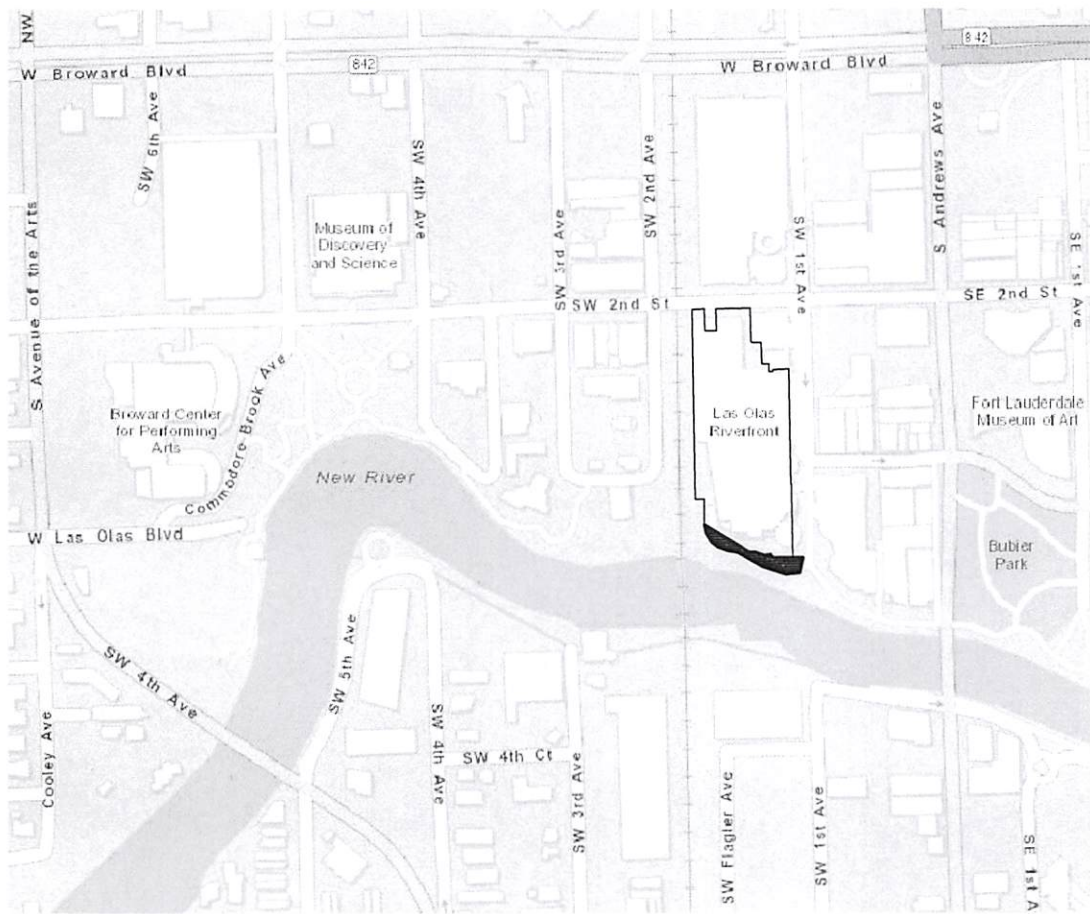 NW
842
W Broward Blvd
842
W Broward Blvd
SW 6th Ave
SW 4th Ave
SW 2nd Ave
S Andrews Ave
S Avenue of the Arts
Museum of
Discovery
and Science
SW 3rd Ave
SW 1st Ave
SE 1st Ave
SW 2nd St
SE 2nd St
Broward Center
for Performing
Arts
Commodore Brook Ave
Las Olas
Riverfront
Fort Lauderdale
Museum of Art
New River
W Las Olas Blvd
Bubier
Park
SW 4th Ave
SW 5th Ave
SW 4th Ave
Cooley Ave
SW 4th Ct
SW 3rd Ave
SW Flagler Ave
SW 1st Ave
SE 1st A